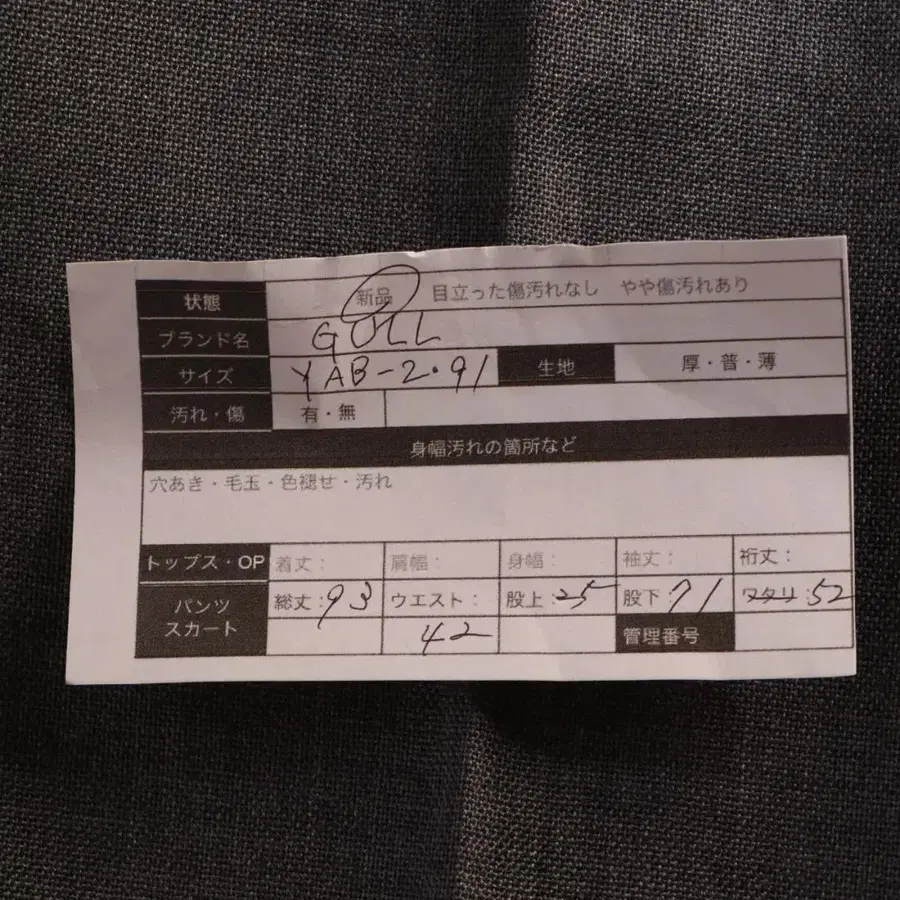 状態 新品 目立った傷汚れなし やや傷汚れあり
ブランド名 GULL
サイズ YAB-2・91 生地 厚・普・薄
汚れ・傷 有・無
身幅汚れの箇所など
穴あき・毛玉・色褪せ・汚れ
トップス・OP 着丈: 肩幅: 身幅: 袖丈: 裄丈:
パンツ 総丈:93 ウエスト: 股上:25 股下:71 ワタリ:52
スカート 42 管理番号